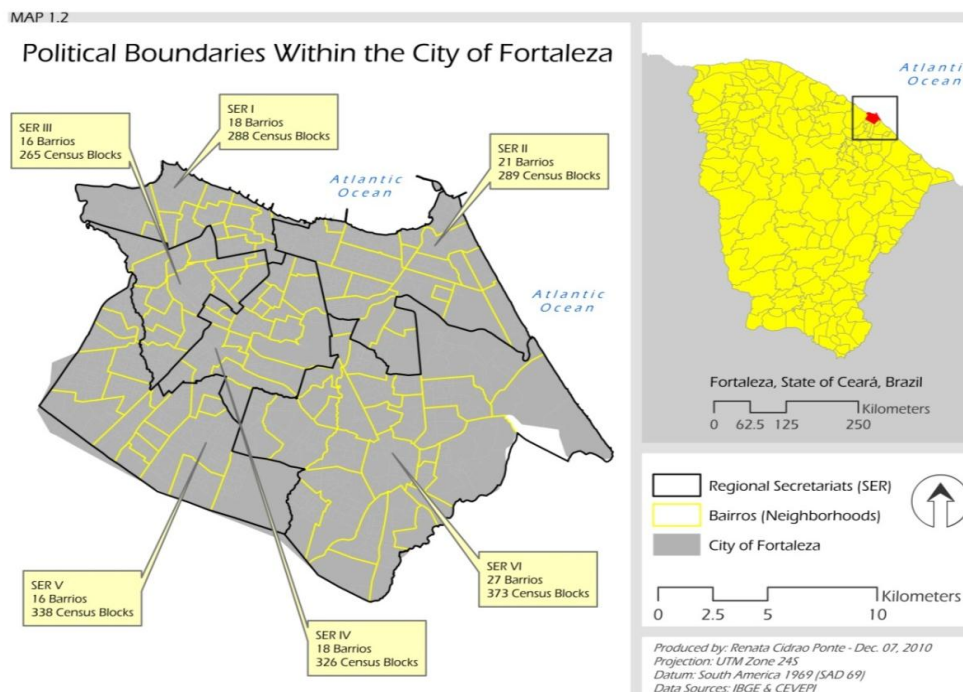 MAP 1.2
Political Boundaries Within the City of Fortaleza
SER I
18 Barrios
288 Census Blocks
SER III
16 Barrios
265 Census Blocks
SER II
21 Barrios
289 Census Blocks
Atlantic
Ocean
Atlantic
Ocean
SER V
16 Barrios
338 Census Blocks
SER IV
18 Barrios
326 Census Blocks
SER VI
27 Barrios
373 Census Blocks
Atlantic
Ocean
Fortaleza, State of Ceará, Brazil
Kilometers
0 62.5 125 250
Regional Secretariats (SER)
Bairros (Neighborhoods)
City of Fortaleza
Kilometers
0 2.5 5 10
Produced by: Renata Cidrao Ponte - Dec. 07, 2010
Projection: UTM Zone 24S
Datum: South America 1969 (SAD 69)
Data Sources: IBGE & CEVEPI